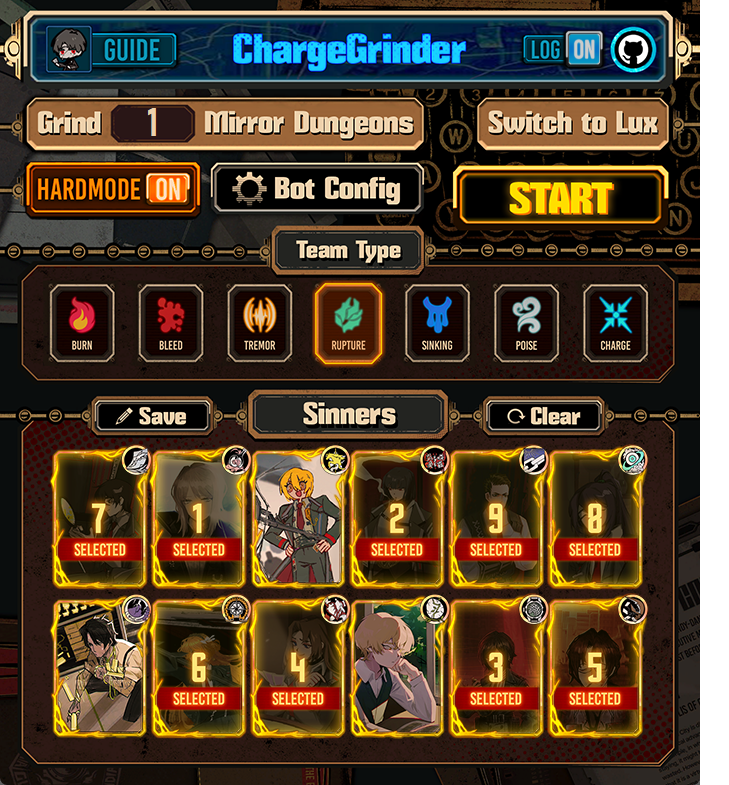 GUIDE
ChargeGrinder
LOG ON
Grind 1 Mirror Dungeons
Switch to Lux
HARDMODE ON
Bot Config
START
Team Type
BURN
BLEED
TREMOR
RUPTURE
SINKING
POISE
CHARGE
Save
Sinners
Clear
7
SELECTED
1
SELECTED
2
SELECTED
9
SELECTED
8
SELECTED
6
SELECTED
4
SELECTED
3
SELECTED
5
SELECTED